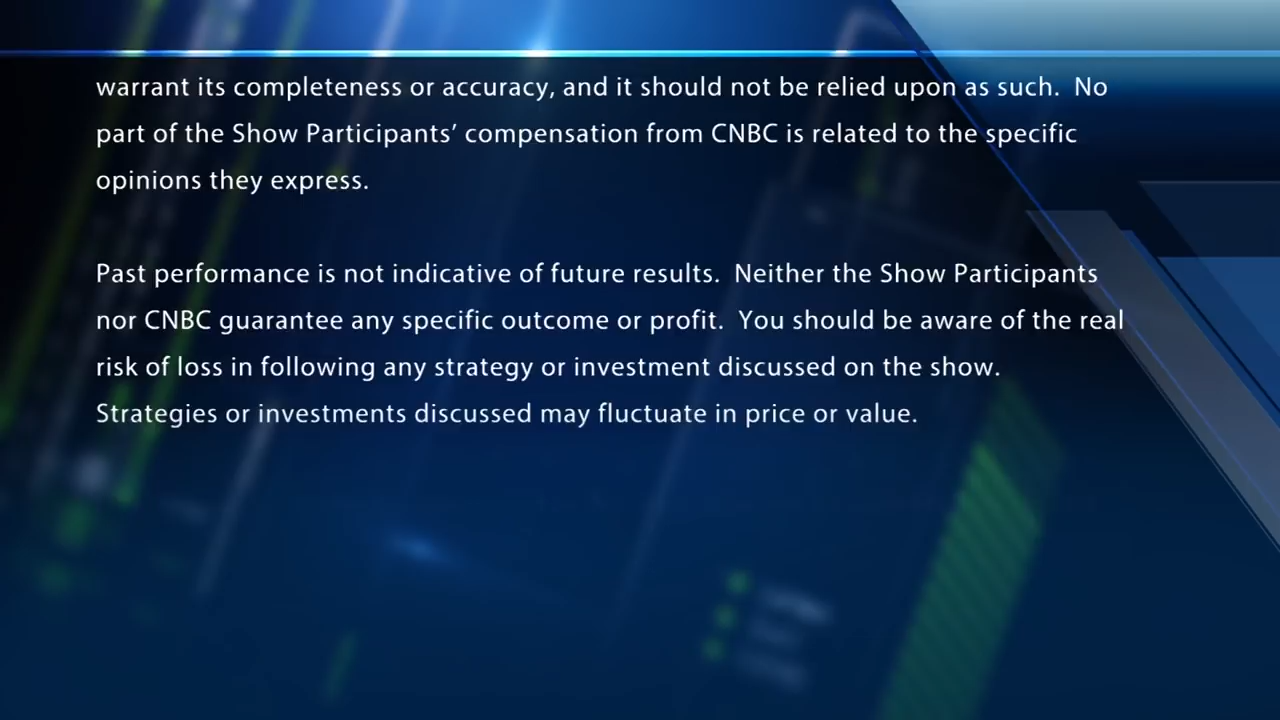 warrant its completeness or accuracy, and it should not be relied upon as such.  No
part of the Show Participants’ compensation from CNBC is related to the specific
opinions they express.
Past performance is not indicative of future results.  Neither the Show Participants
nor CNBC guarantee any specific outcome or profit.  You should be aware of the real
risk of loss in following any strategy or investment discussed on the show.
Strategies or investments discussed may fluctuate in price or value.